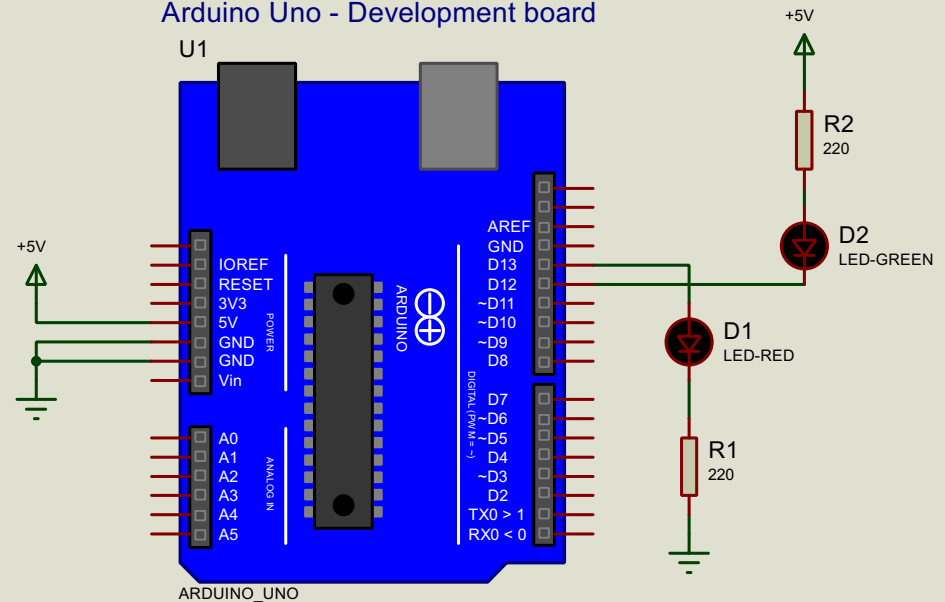 Arduino Uno - Development board
U1
+5V
R2
220
D2
LED-GREEN
+5V
IOREF
RESET
3V3
5V
GND
GND
Vin
POWER
A0
A1
A2
A3
A4
A5
ANALOG IN
ARDUINO
AREF
GND
D13
D12
~D11
~D10
~D9
D8
D7
~D6
~D5
D4
~D3
D2
TX0 > 1
RX0 < 0
DIGITAL (PWM = ~)
D1
LED-RED
R1
220
ARDUINO_UNO